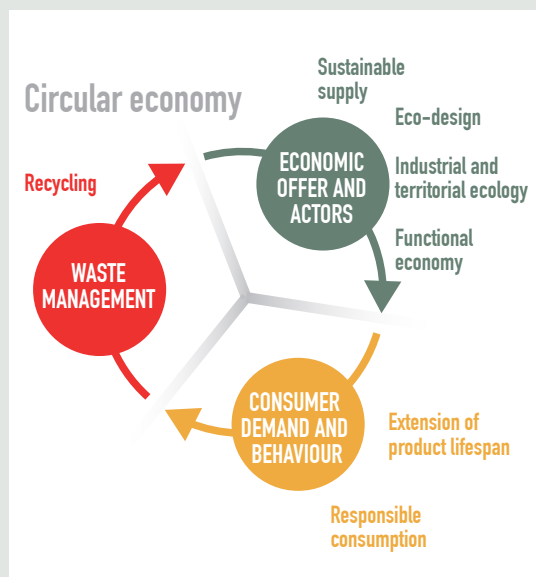 Circular economy
Sustainable
supply
Eco-design
ECONOMIC
OFFER AND
ACTORS
Industrial and
territorial ecology
Functional
economy
Recycling
WASTE
MANAGEMENT
CONSUMER
DEMAND AND
BEHAVIOUR
Extension of
product lifespan
Responsible
consumption